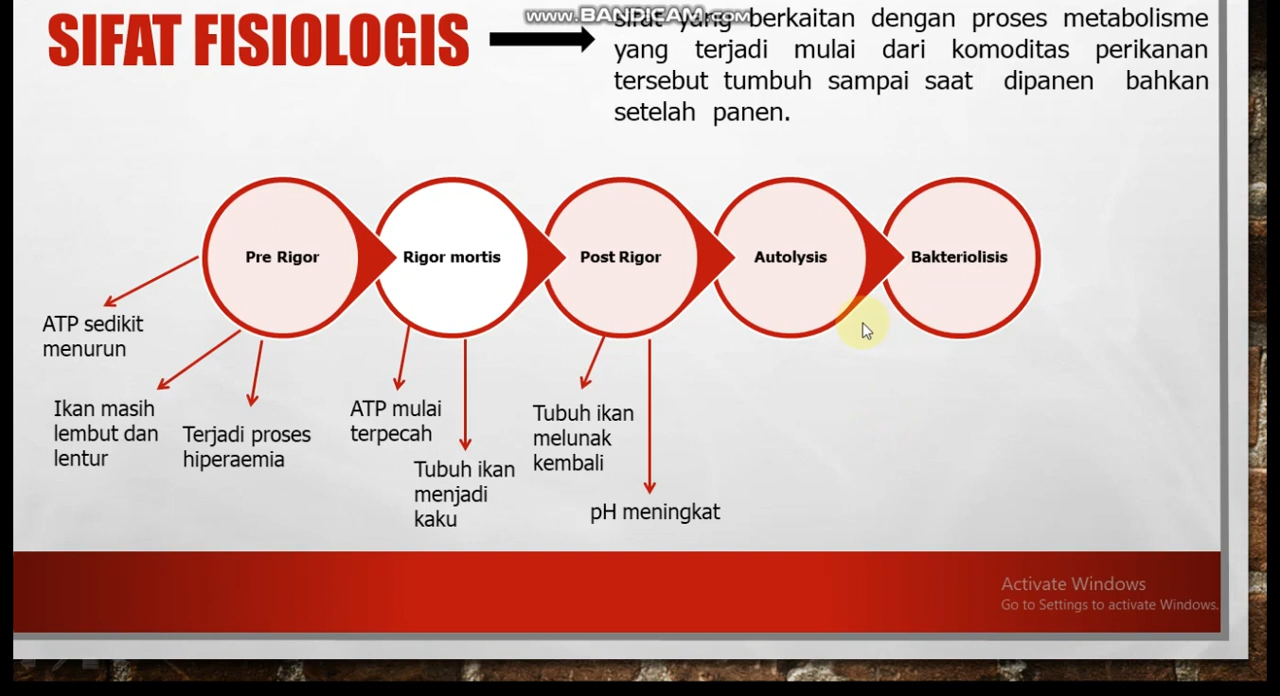 www.BANDICAM.com
SIFAT FISIOLOGIS
Sifat yang berkaitan dengan proses metabolisme
yang terjadi mulai dari komoditas perikanan
tersebut tumbuh sampai saat dipanen bahkan
setelah panen.
Pre Rigor
Rigor mortis
Post Rigor
Autolysis
Bakteriolisis
ATP sedikit
menurun
Ikan masih
lembut dan
lentur
Terjadi proses
hiperaemia
ATP mulai
terpecah
Tubuh ikan
menjadi
kaku
Tubuh ikan
melunak
kembali
pH meningkat
Activate Windows
Go to Settings to activate Windows.